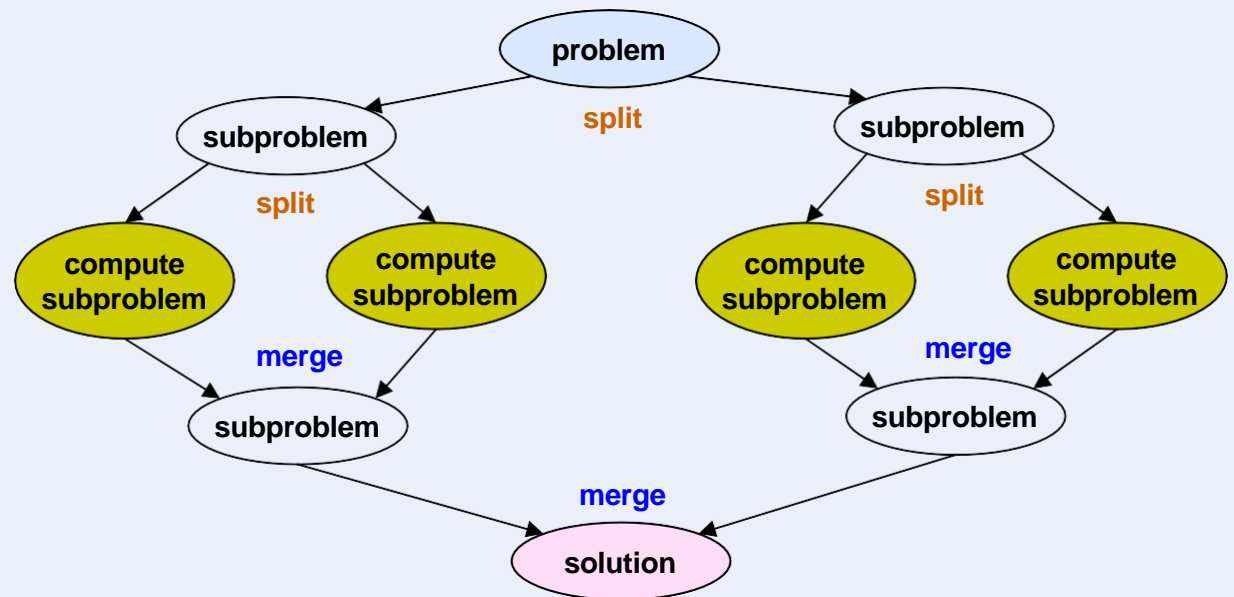 problem
split
subproblem
subproblem
split
split
compute
subproblem
compute
subproblem
compute
subproblem
compute
subproblem
merge
merge
subproblem
subproblem
merge
solution